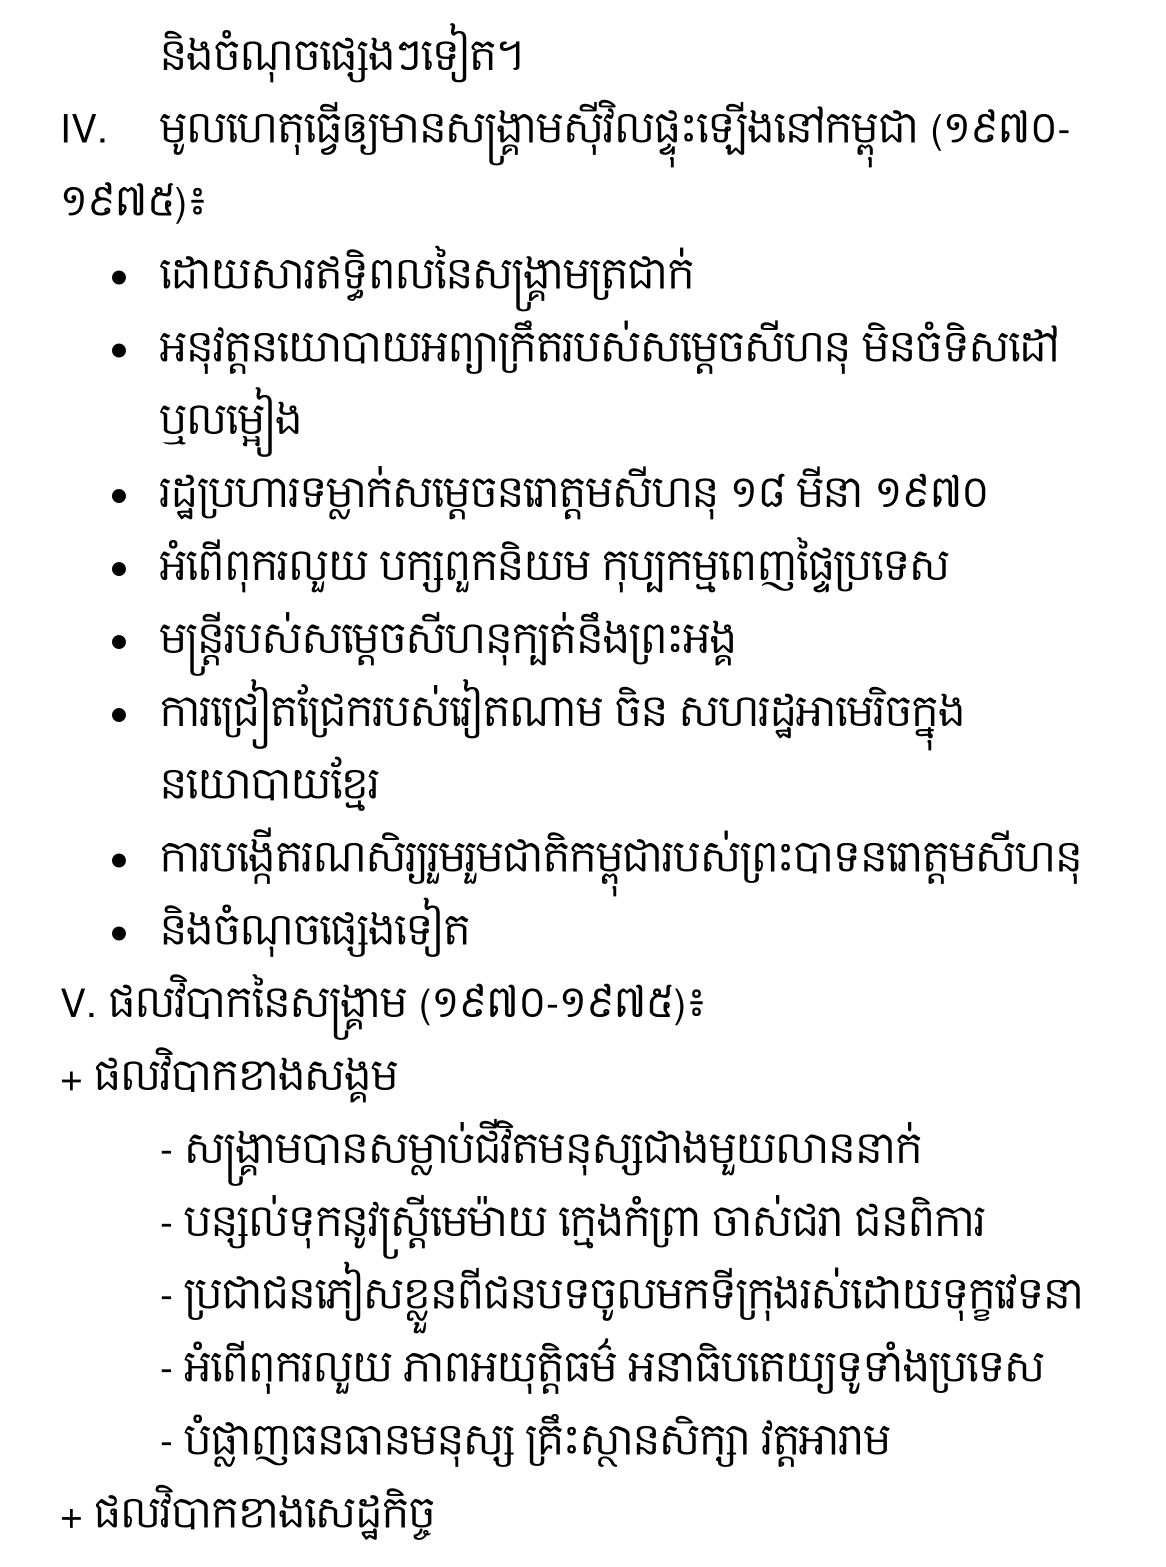 និងចំណុចផ្សេងៗទៀត។
IV. មូលហេតុធ្វើឲ្យមានសង្គ្រាមស៊ីវិលផ្ទុះឡើងនៅកម្ពុជា (១៩៧០-
១៩៧៥)៖
• ដោយសារឥទ្ធិពលនៃសង្គ្រាមត្រជាក់
• អនុវត្តនយោបាយអព្យាក្រឹតរបស់សម្ដេចសីហនុ មិនចំទិសដៅ
ឬលម្អៀង
• រដ្ឋប្រហារទម្លាក់សម្ដេចនរោត្តមសីហនុ ១៨ មីនា ១៩៧០
• អំពើពុករលួយ បក្សពួកនិយម កុប្បកម្មពេញផ្ទៃប្រទេស
• មន្ត្រីរបស់សម្ដេចសីហនុក្បត់នឹងព្រះអង្គ
• ការជ្រៀតជ្រែករបស់វៀតណាម ចិន សហរដ្ឋអាមេរិចក្នុង
នយោបាយខ្មែរ
• ការបង្កើតរណសិរ្យរួមរួមជាតិកម្ពុជារបស់ព្រះបាទនរោត្តមសីហនុ
• និងចំណុចផ្សេងទៀត
V. ផលវិបាកនៃសង្គ្រាម (១៩៧០-១៩៧៥)៖
+ ផលវិបាកខាងសង្គម
- សង្គ្រាមបានសម្លាប់ជីវិតមនុស្សជាងមួយលាននាក់
- បន្សល់ទុកនូវស្ត្រីមេម៉ាយ ក្មេងកំព្រា ចាស់ជរា ជនពិការ
- ប្រជាជនភៀសខ្លួនពីជនបទចូលមកទីក្រុងរស់ដោយទុក្ខវេទនា
- អំពើពុករលួយ ភាពអយុត្តិធម៌ អនាធិបតេយ្យទូទាំងប្រទេស
- បំផ្លាញធនធានមនុស្ស គ្រឹះស្ថានសិក្សា វត្តអារាម
+ ផលវិបាកខាងសេដ្ឋកិច្ច